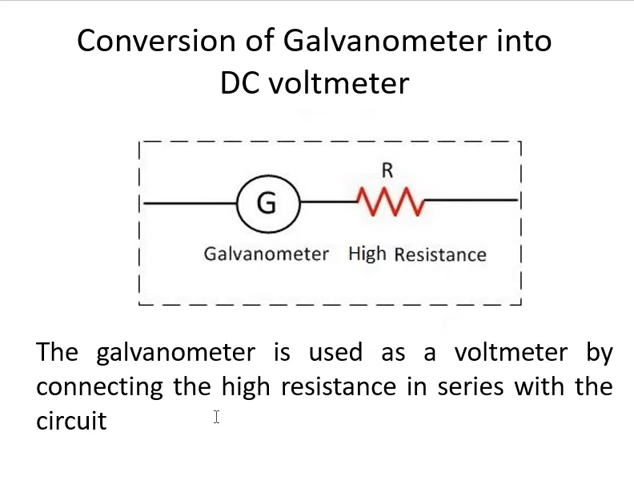 Conversion of Galvanometer into
DC voltmeter
R
G
Galvanometer High Resistance
The galvanometer is used as a voltmeter by
connecting the high resistance in series with the
circuit